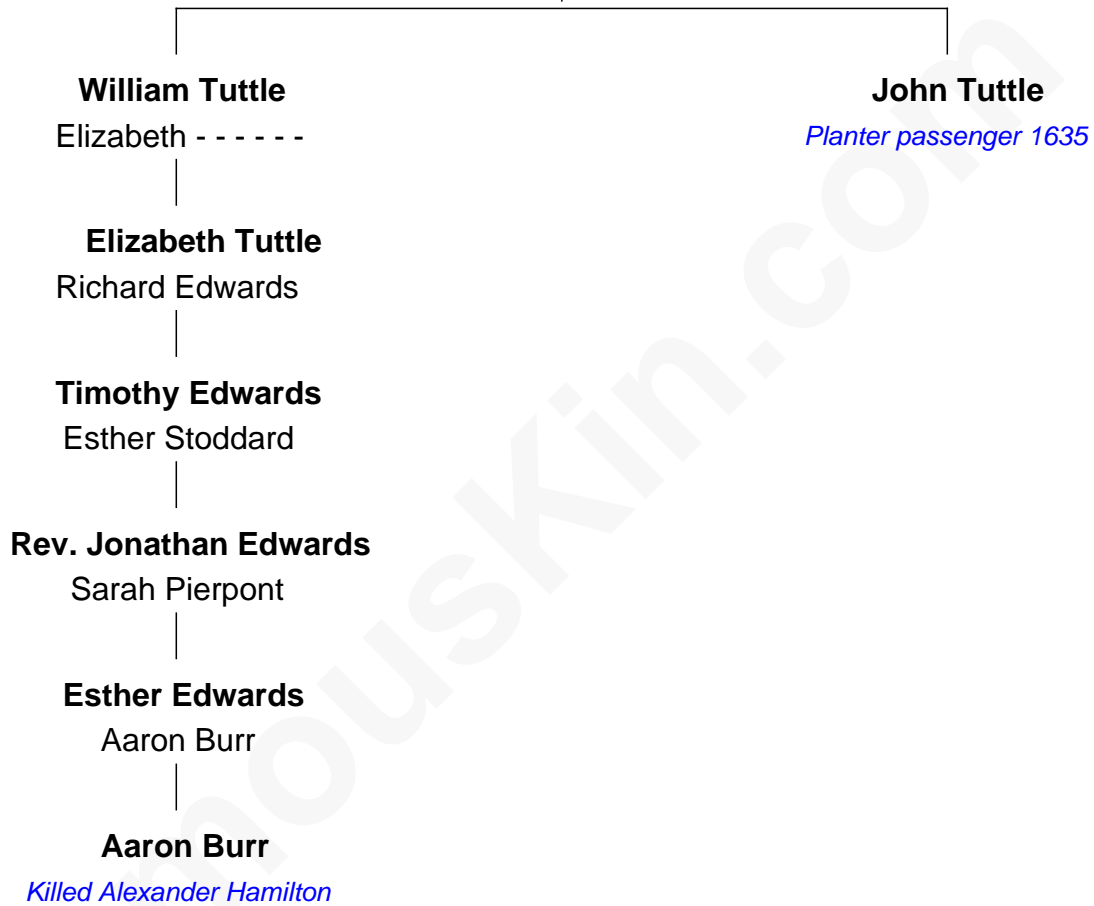 William Tuttle
Elizabeth - - - - - -
John Tuttle
Planter passenger 1635
Elizabeth Tuttle
Richard Edwards
Timothy Edwards
Esther Stoddard
Rev. Jonathan Edwards
Sarah Pierpont
Esther Edwards
Aaron Burr
Aaron Burr
Killed Alexander Hamilton
mousKin.com